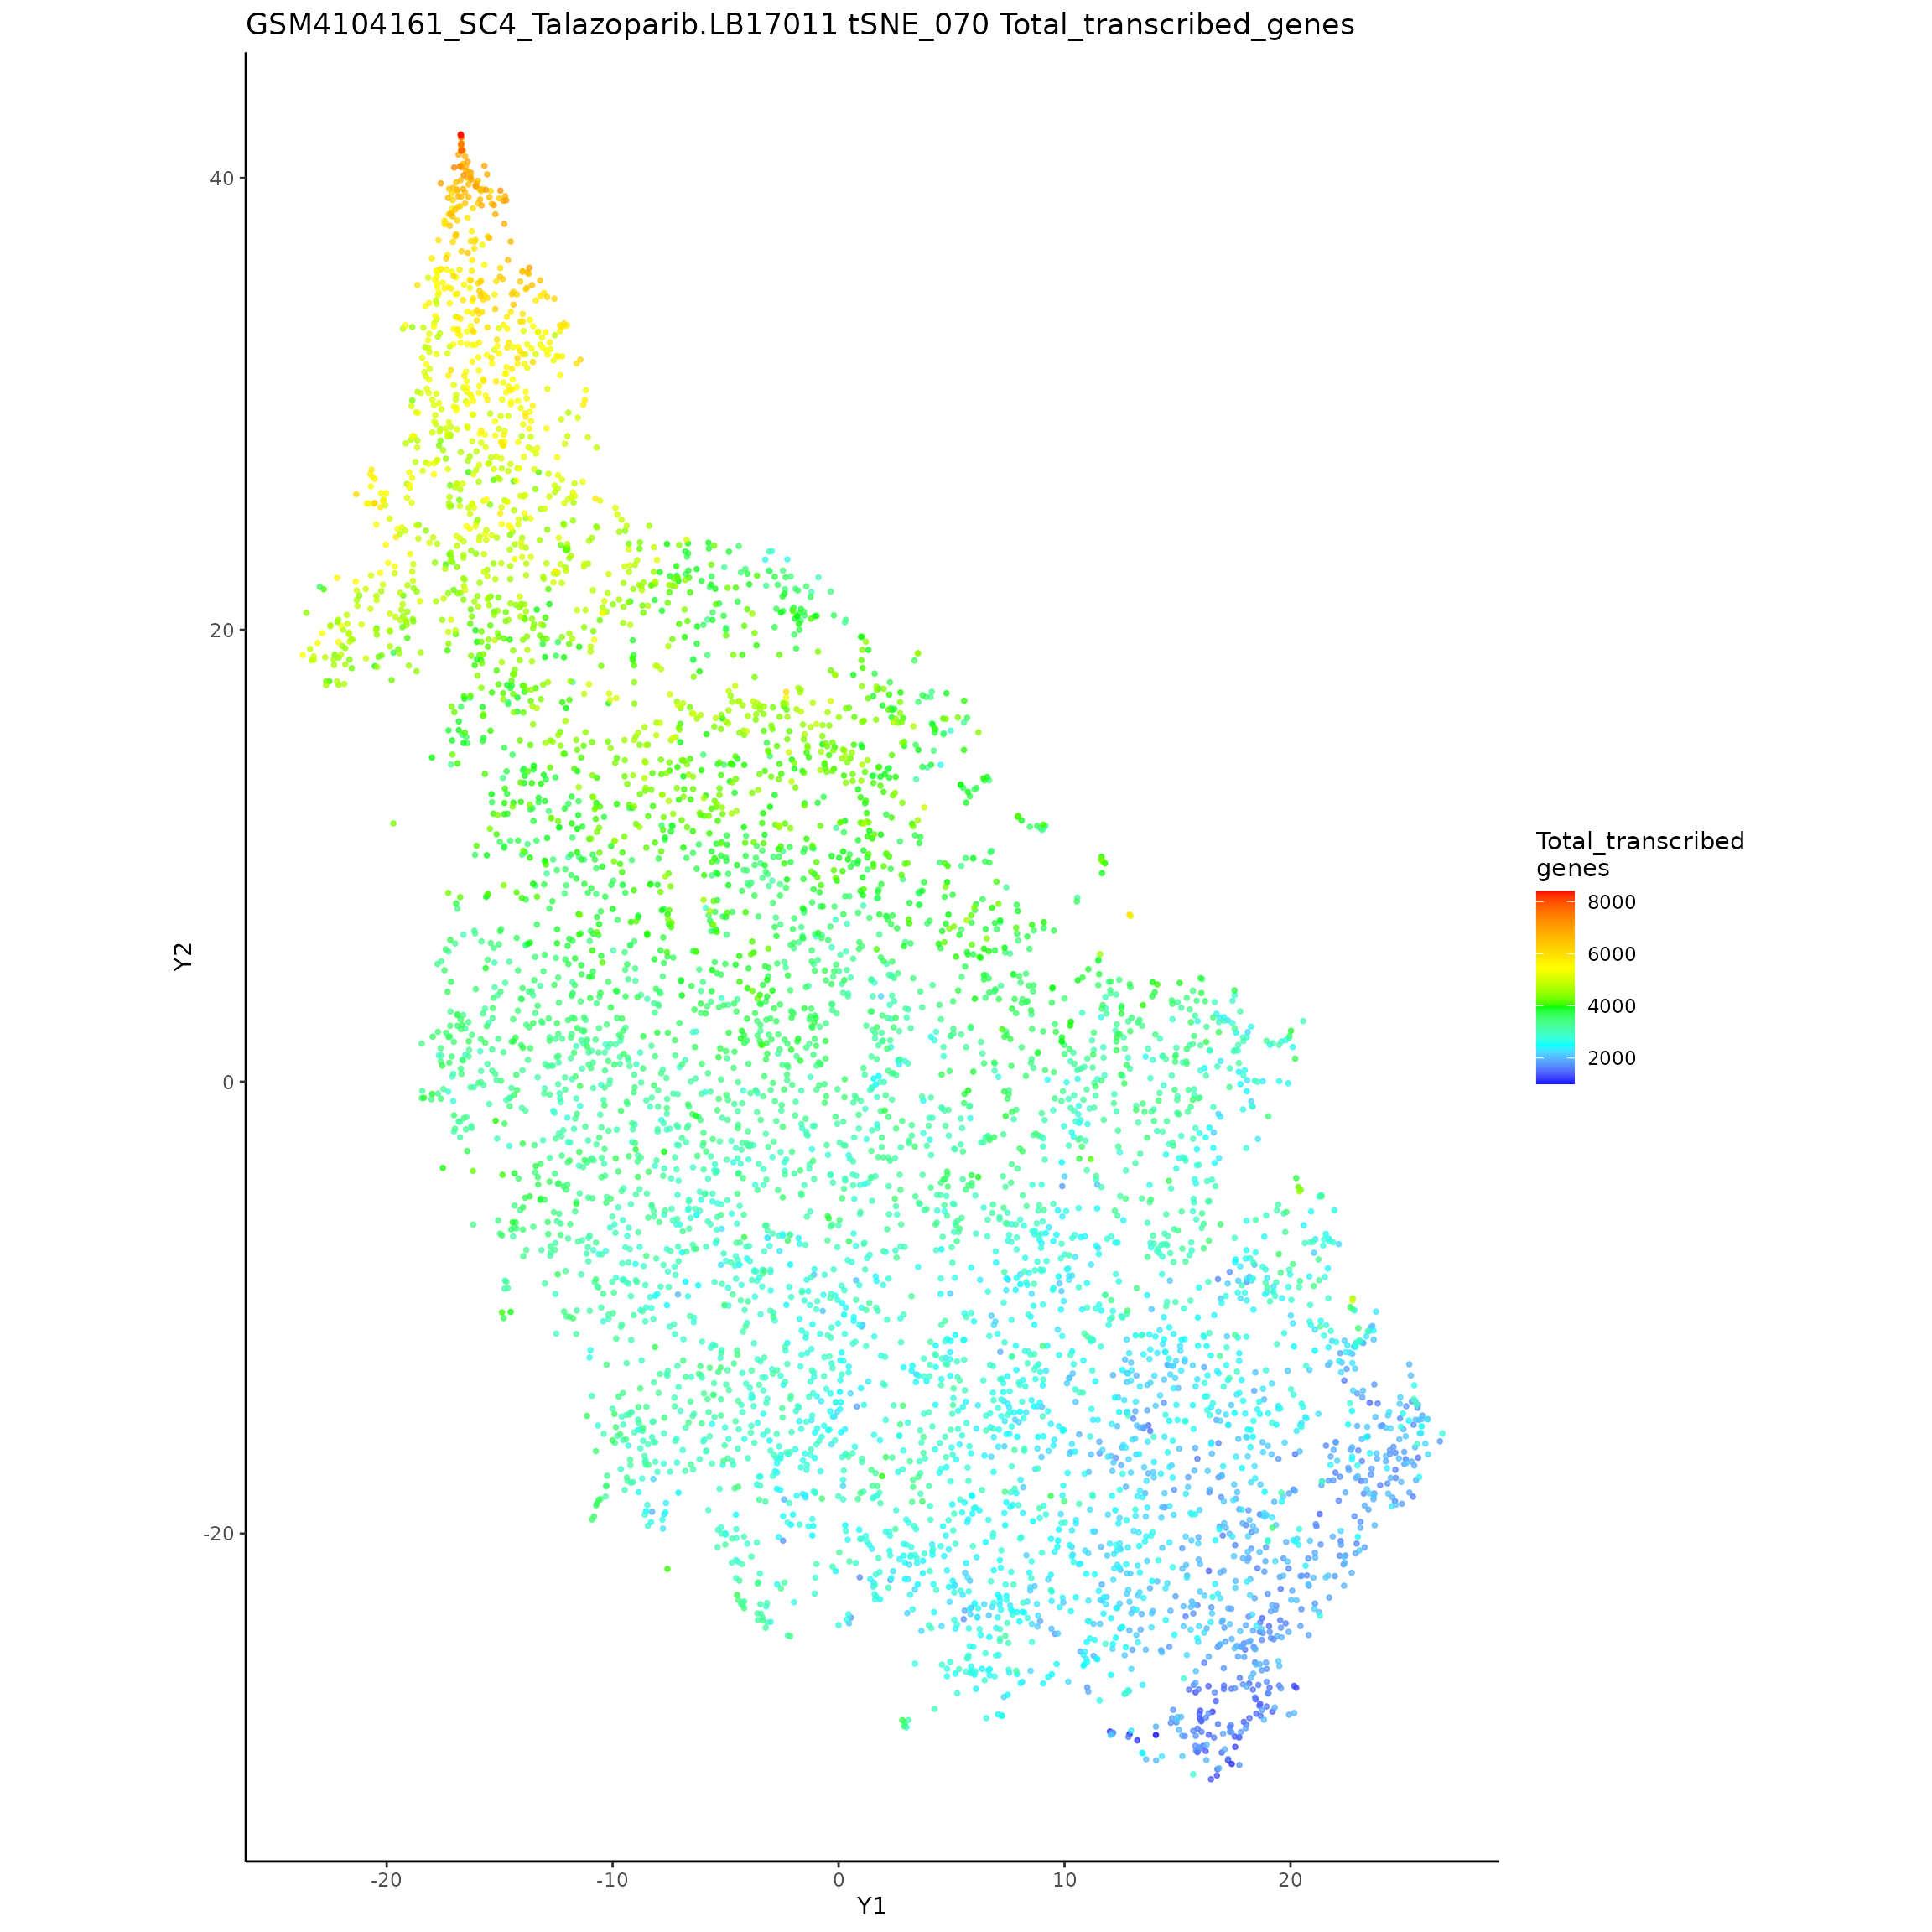 GSM4104161_SC4_Talazoparib.LB17011 tSNE_070 Total_transcribed_genes
40
20
0
-20
Y2
-20 -10 0 10 20
Y1
Total_transcribed
genes
8000
6000
4000
2000